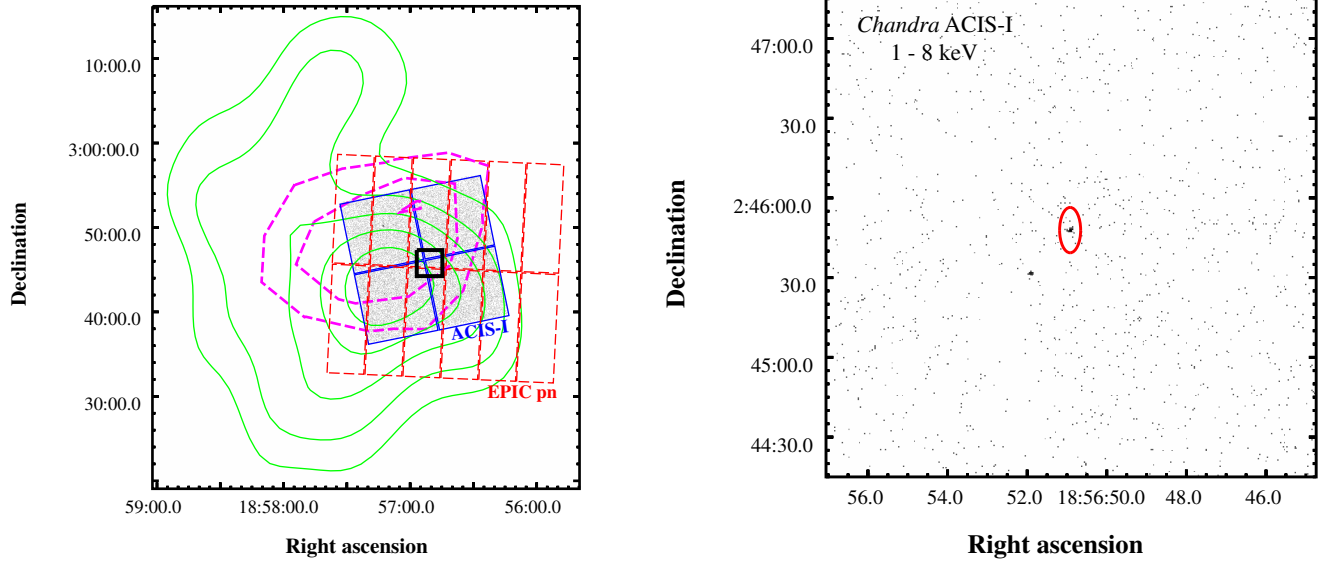 10:00.0
3:00:00.0
50:00.0
40:00.0
30:00.0
Declination
ACIS-I
EPIC pn
59:00.0 18:58:00.0 57:00.0 56:00.0
Right ascension
Chandra ACIS-I
1 - 8 keV
47:00.0
30.0
2:46:00.0
30.0
45:00.0
44:30.0
Declination
56.0 54.0 52.0 18:56:50.0 48.0 46.0
Right ascension